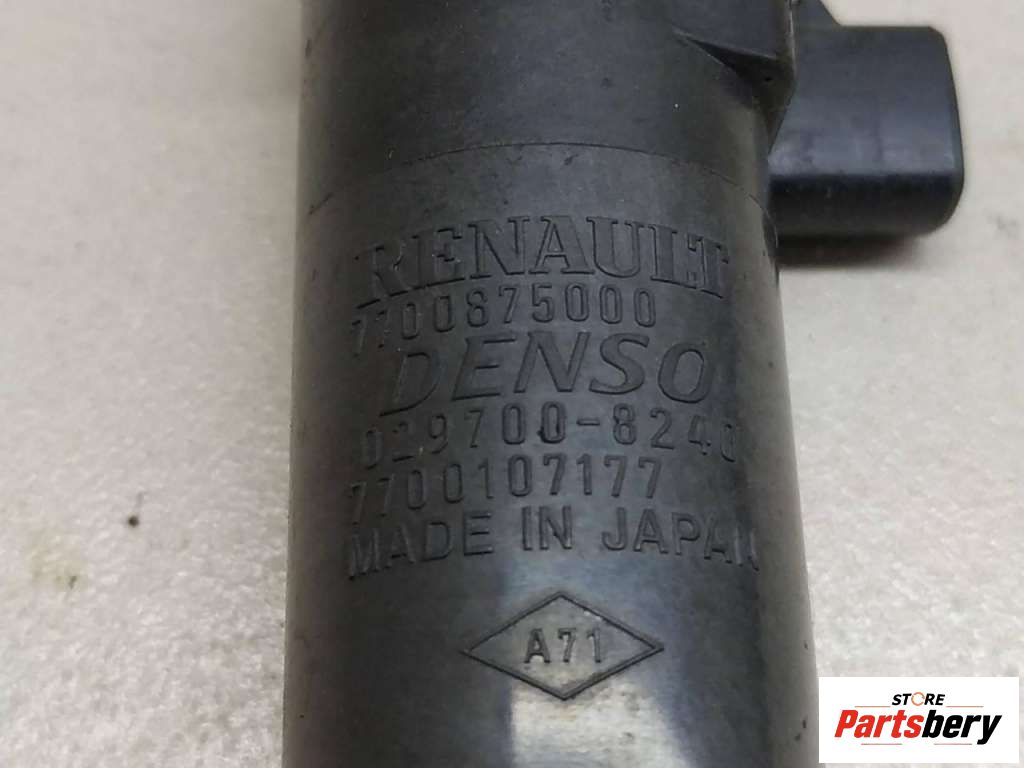 RENAULT
7700875000
DENSO
029700-8240
7700107177
MADE IN JAPAN
A71
STORE
Partsbery